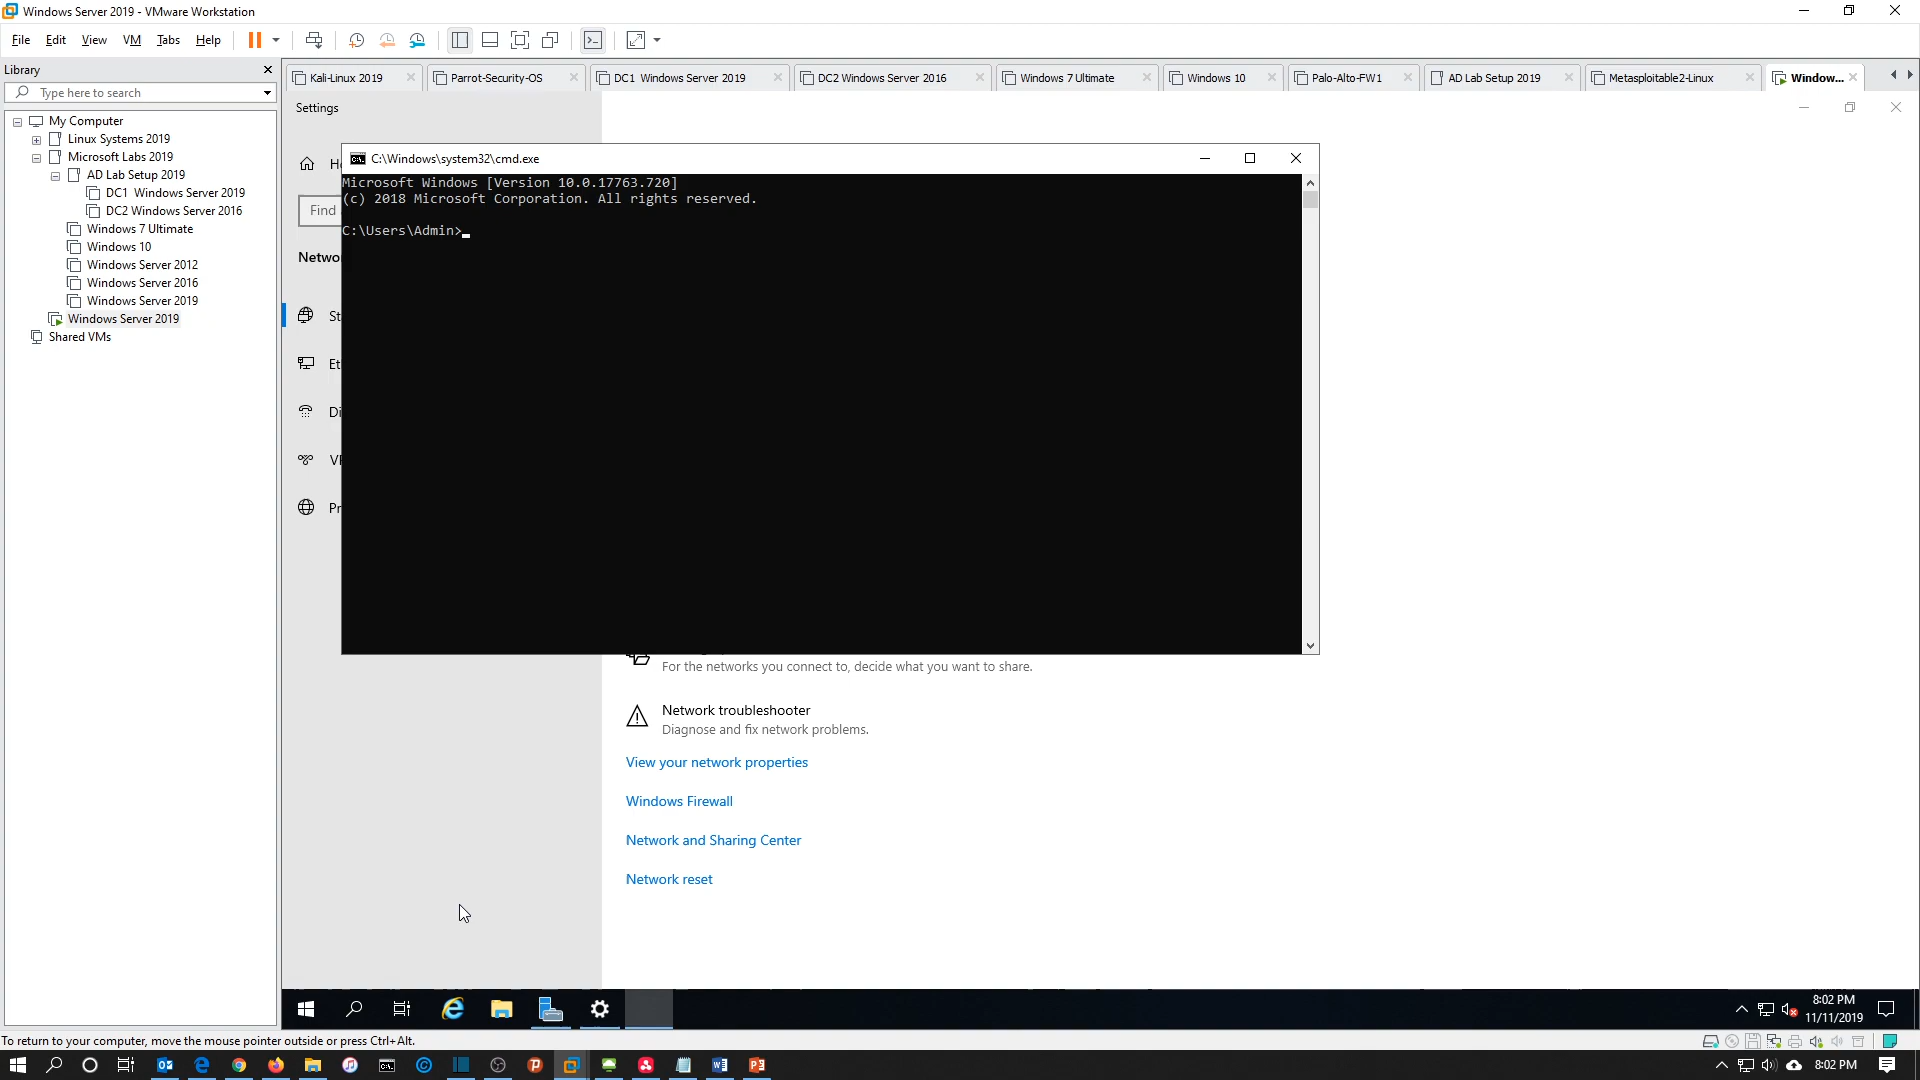 Windows Server 2019 - VMware Workstation
File Edit View VM Tabs Help
Library
Type here to search
My Computer
Linux Systems 2019
Microsoft Labs 2019
AD Lab Setup 2019
DC1 Windows Server 2019
DC2 Windows Server 2016
Windows 7 Ultimate
Windows 10
Windows Server 2012
Windows Server 2016
Windows Server 2019
Windows Server 2019
Shared VMs
Kali-Linux 2019
Parrot-Security-OS
DC1 Windows Server 2019
DC2 Windows Server 2016
Windows 7 Ultimate
Windows 10
Palo-Alto-FW1
AD Lab Setup 2019
Metasploitable2-Linux
Window...
Settings
Find
Netwo
St
Et
Di
Pr
C:\Windows\system32\cmd.exe
Microsoft Windows [Version 10.0.17763.720]
(c) 2018 Microsoft Corporation. All rights reserved.
C:\Users\Admin>
For the networks you connect to, decide what you want to share.
Network troubleshooter
Diagnose and fix network problems.
View your network properties
Windows Firewall
Network and Sharing Center
Network reset
8:02 PM
11/11/2019
To return to your computer, move the mouse pointer outside or press Ctrl+Alt.
8:02 PM